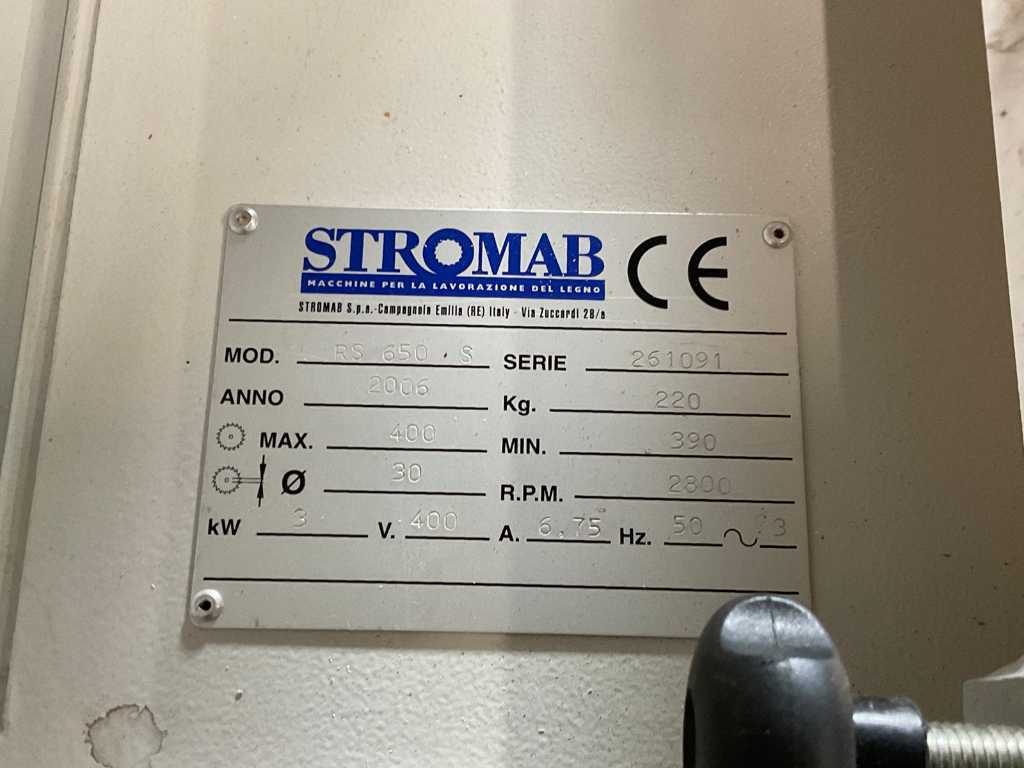 STROMAB CE
MACCHINE PER LA LAVORAZIONE DEL LEGNO
STROMAB S.p.a.-Campagnola Emilia (RE) Italy - Via Zuccardi 28/a
MOD. RS 650 S SERIE 261091
ANNO 2006 Kg. 220
MAX. 400 MIN. 390
Ø 30 R.P.M. 2800
kW 3 V. 400 A. 6,75 Hz. 50 ~ 3